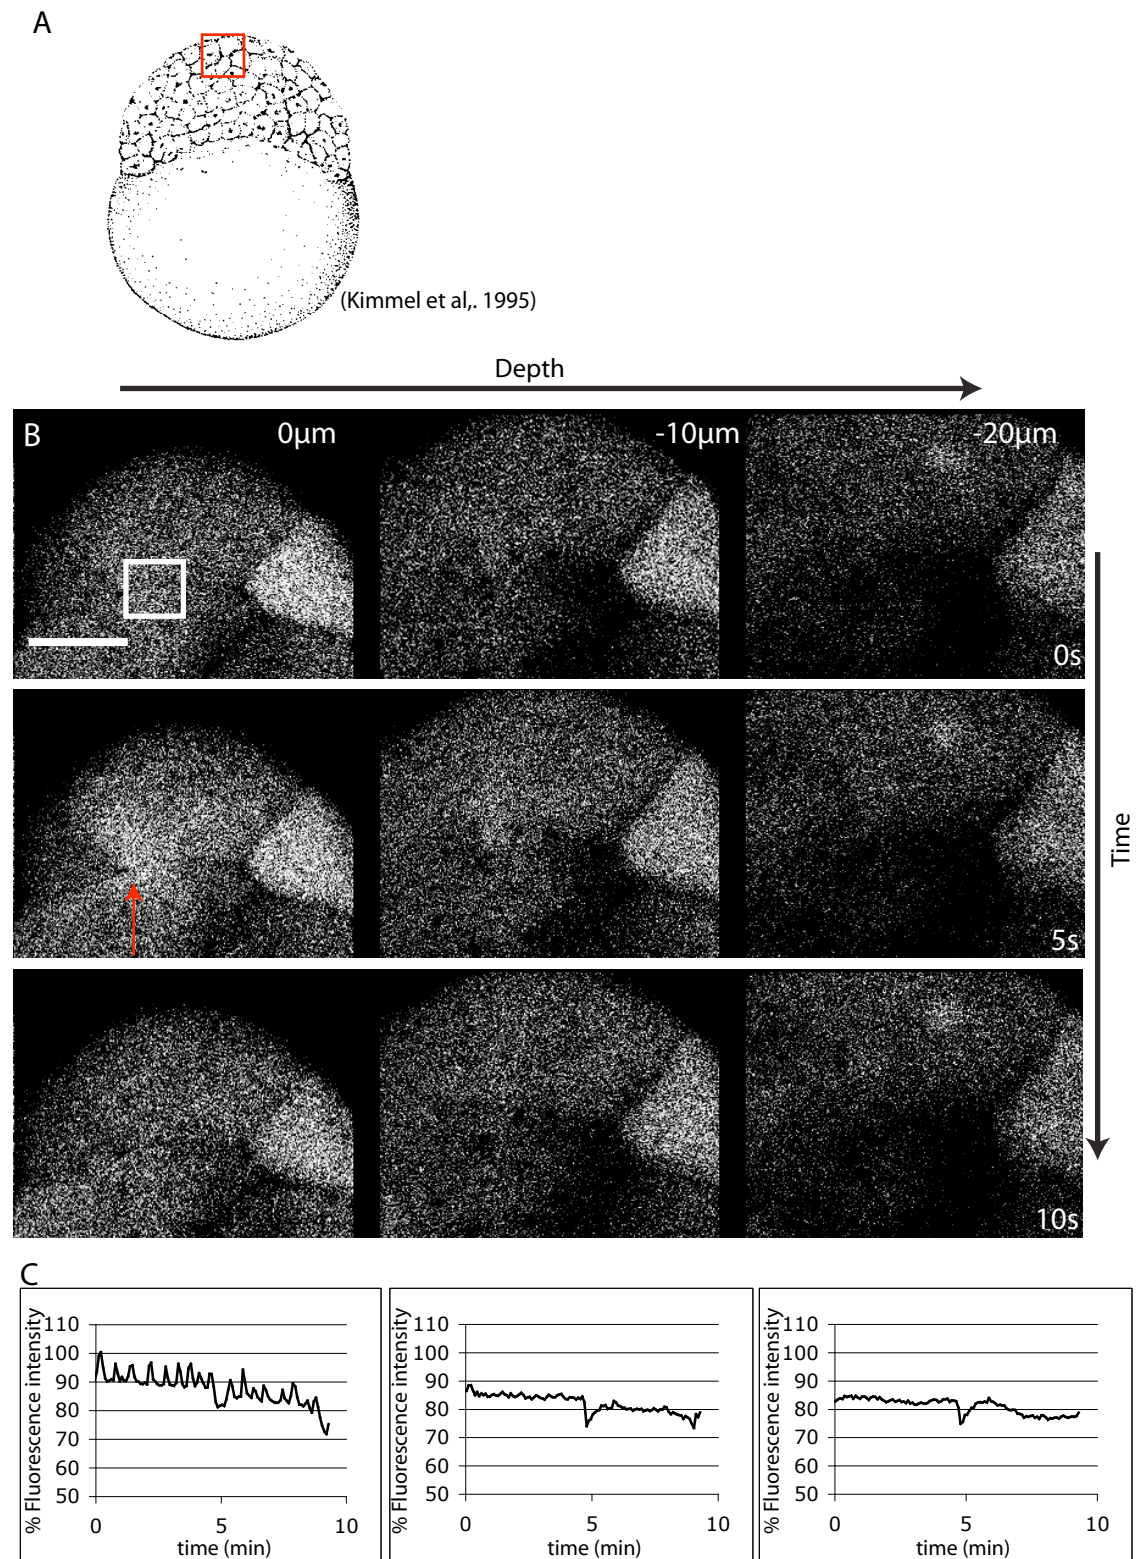 A
(Kimmel et al,. 1995)
Depth
B
0µm
-10µm
-20µm
0s
5s
10s
Time
C
% Fluorescence intensity
110
100
90
80
70
60
50
0
5
10
time (min)
% Fluorescence intensity
110
100
90
80
70
60
50
0
5
10
time (min)
% Fluorescence intensity
110
100
90
80
70
60
50
0
5
10
time (min)